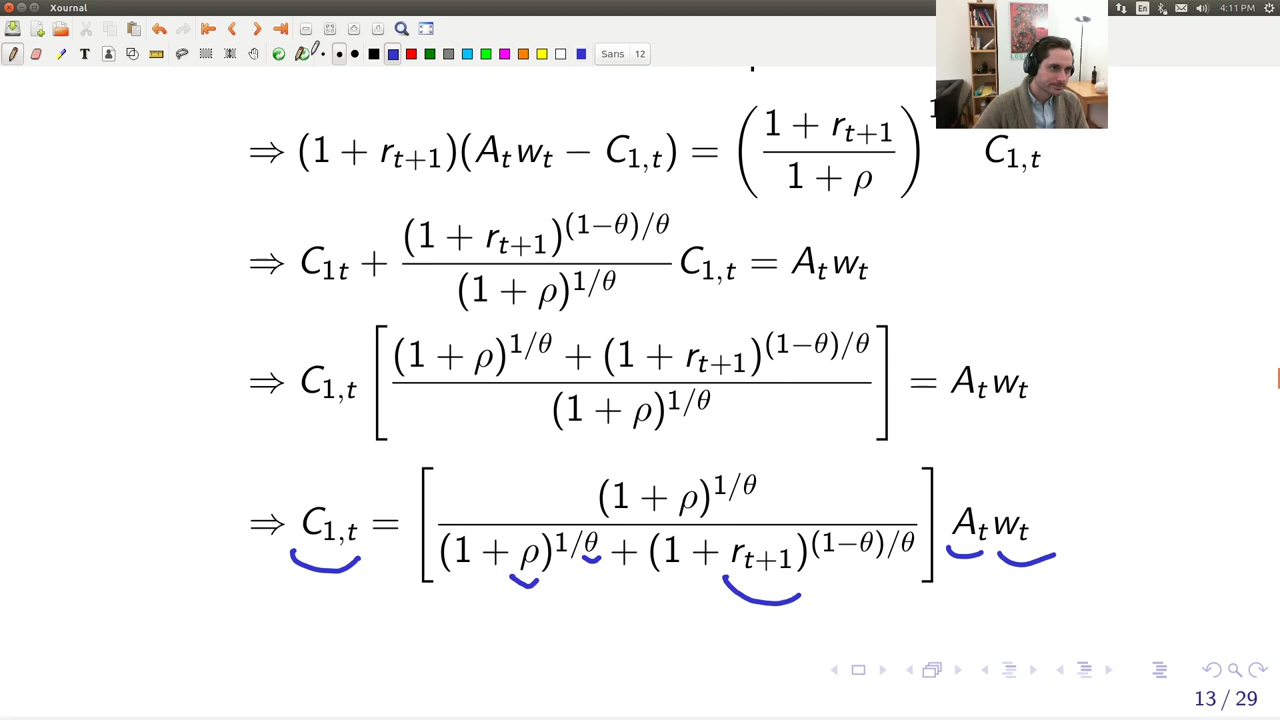 Xournal
En
4:11 PM
T
Sans 12
⇒ (1 + r_{t+1})(A_t w_t − C_{1,t}) = ( (1 + r_{t+1}) / (1 + ρ) )^1 C_{1,t}
⇒ C_{1t} + (1 + r_{t+1})^{(1−θ)/θ} / (1 + ρ)^{1/θ} C_{1,t} = A_t w_t
⇒ C_{1,t} [ ((1 + ρ)^{1/θ} + (1 + r_{t+1})^{(1−θ)/θ}) / (1 + ρ)^{1/θ} ] = A_t w_t
⇒ C_{1,t} = [ (1 + ρ)^{1/θ} / ((1 + ρ)^{1/θ} + (1 + r_{t+1})^{(1−θ)/θ}) ] A_t w_t
13 / 29